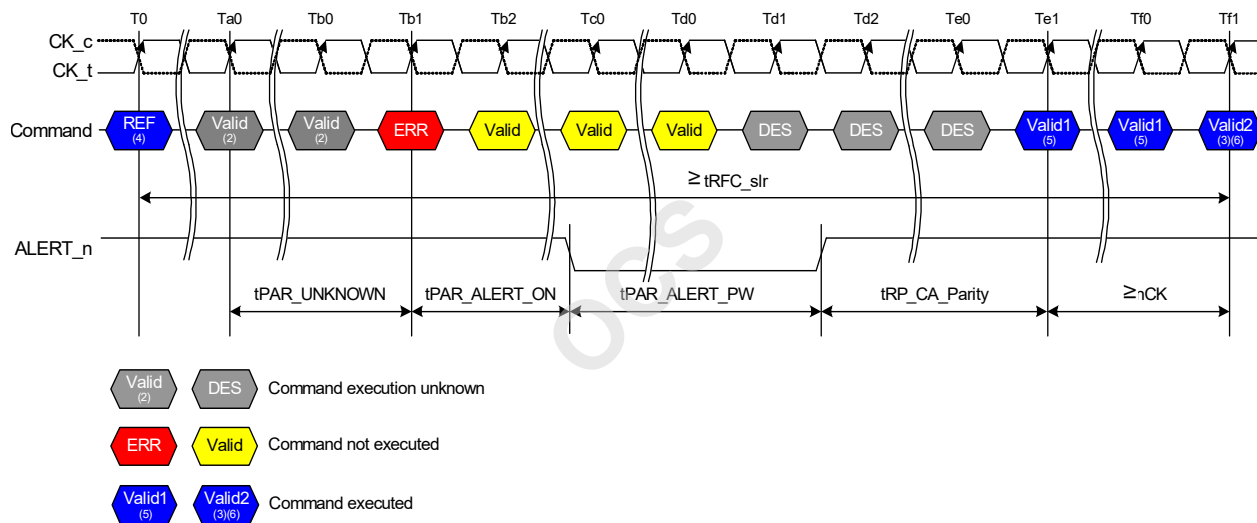 T0 Ta0 Tb0 Tb1 Tb2 Tc0 Td0 Td1 Td2 Te0 Te1 Tf0 Tf1
CK_c
CK_t
Command REF Valid Valid ERR Valid Valid Valid DES DES DES Valid1 Valid1 Valid2
(4) (2) (2) (5) (5) (3)(6)
≥ tRFC_slr
ALERT_n
tPAR_UNKNOWN tPAR_ALERT_ON tPAR_ALERT_PW tRP_CA_Parity ≥nCK
ocs
Valid DES Command execution unknown
(2)
ERR Valid Command not executed
Valid1 Valid2 Command executed
(5) (3)(6)